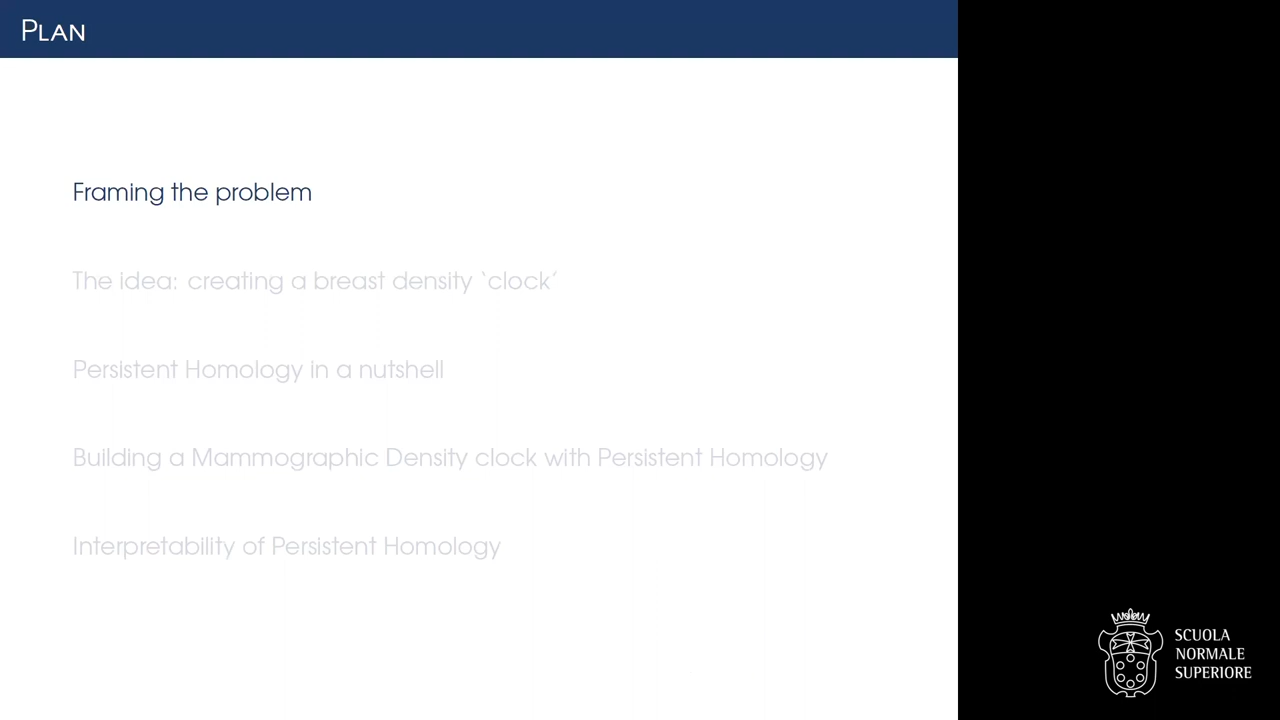 Plan
Framing the problem
The idea: creating a breast density `clock´
Persistent Homology in a nutshell
Building a Mammographic Density clock with Persistent Homology
Interpretability of Persistent Homology
SCUOLA
NORMALE
SUPERIORE